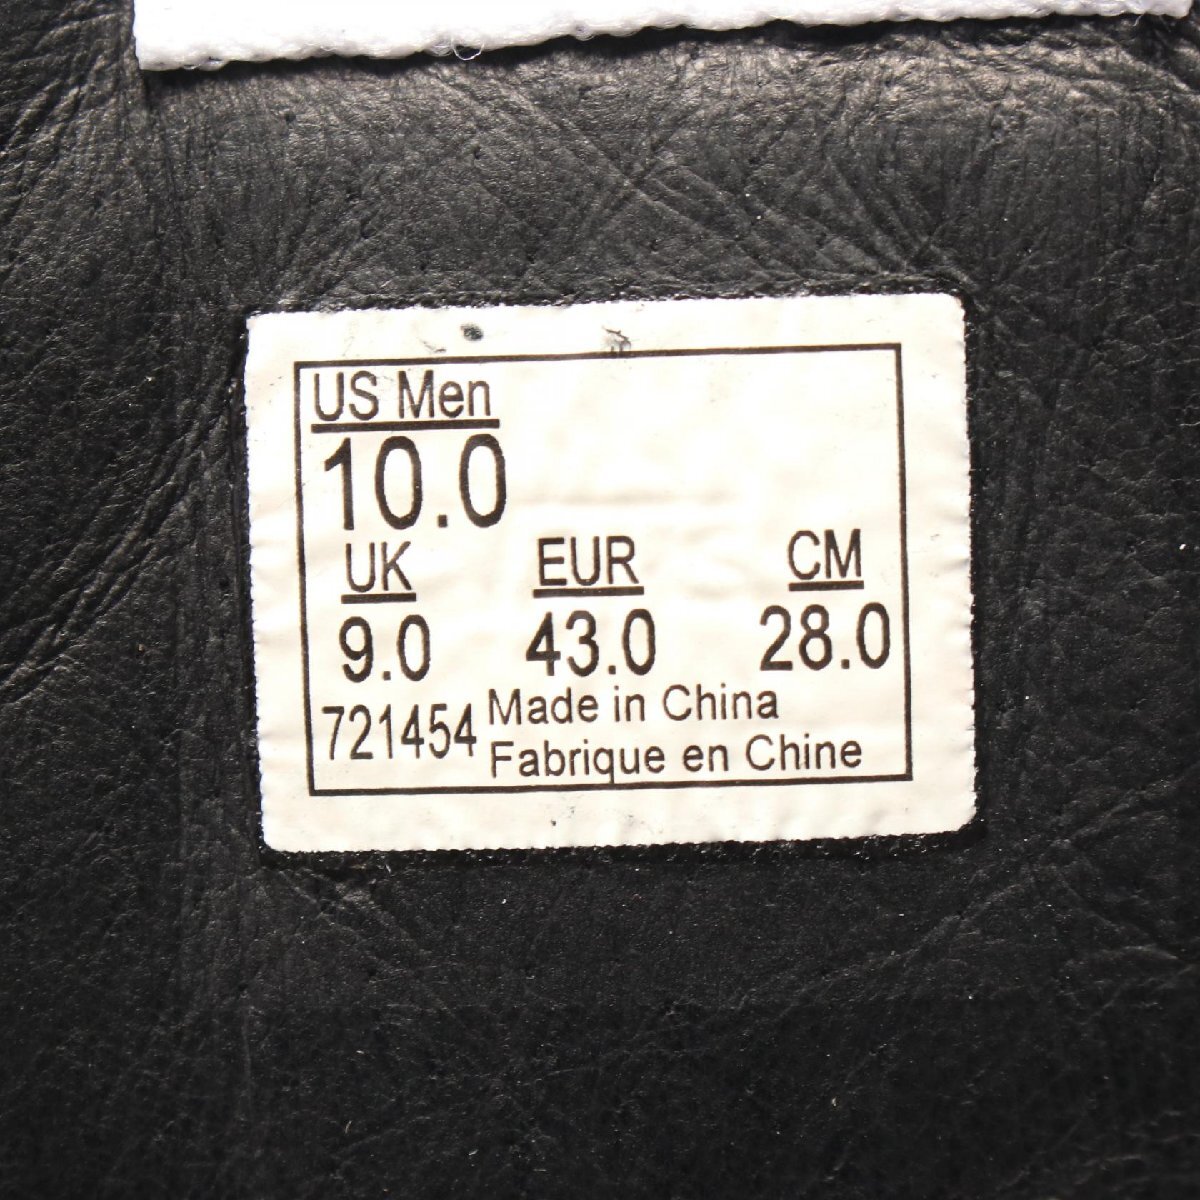 US Men
10.0
UK EUR CM
9.0 43.0 28.0
721454 Made in China
Fabrique en Chine